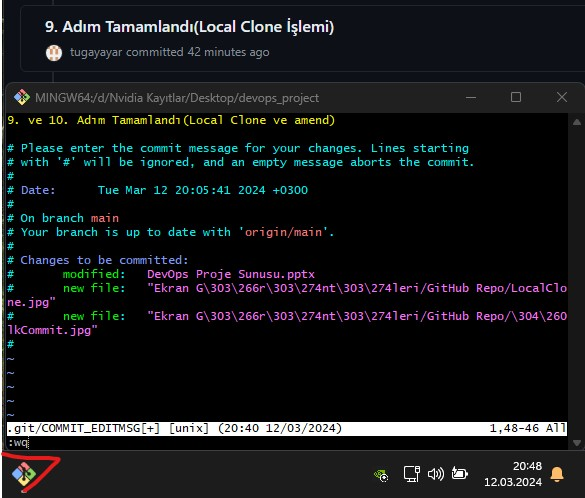 9. Adım Tamamlandı(Local Clone İşlemi)
tugayayar committed 42 minutes ago
MINGW64:/d/Nvidia Kayıtlar/Desktop/devops_project
9. ve 10. Adım Tamamlandı(Local Clone ve amend)
# Please enter the commit message for your changes. Lines starting
# with '#' will be ignored, and an empty message aborts the commit.
#
# Date:      Tue Mar 12 20:05:41 2024 +0300
#
# On branch main
# Your branch is up to date with 'origin/main'.
#
# Changes to be committed:
#       modified:   DevOps Proje Sunusu.pptx
#       new file:   "Ekran G\303\266r\303\274nt\303\274leri/GitHub Repo/LocalClo
ne.jpg"
#       new file:   "Ekran G\303\266r\303\274nt\303\274leri/GitHub Repo/\304\260
lkCommit.jpg"
#
~
~
~
~
~
.git/COMMIT_EDITMSG[+] [unix] (20:40 12/03/2024) 1,48-46 All
:wq
20:48
12.03.2024